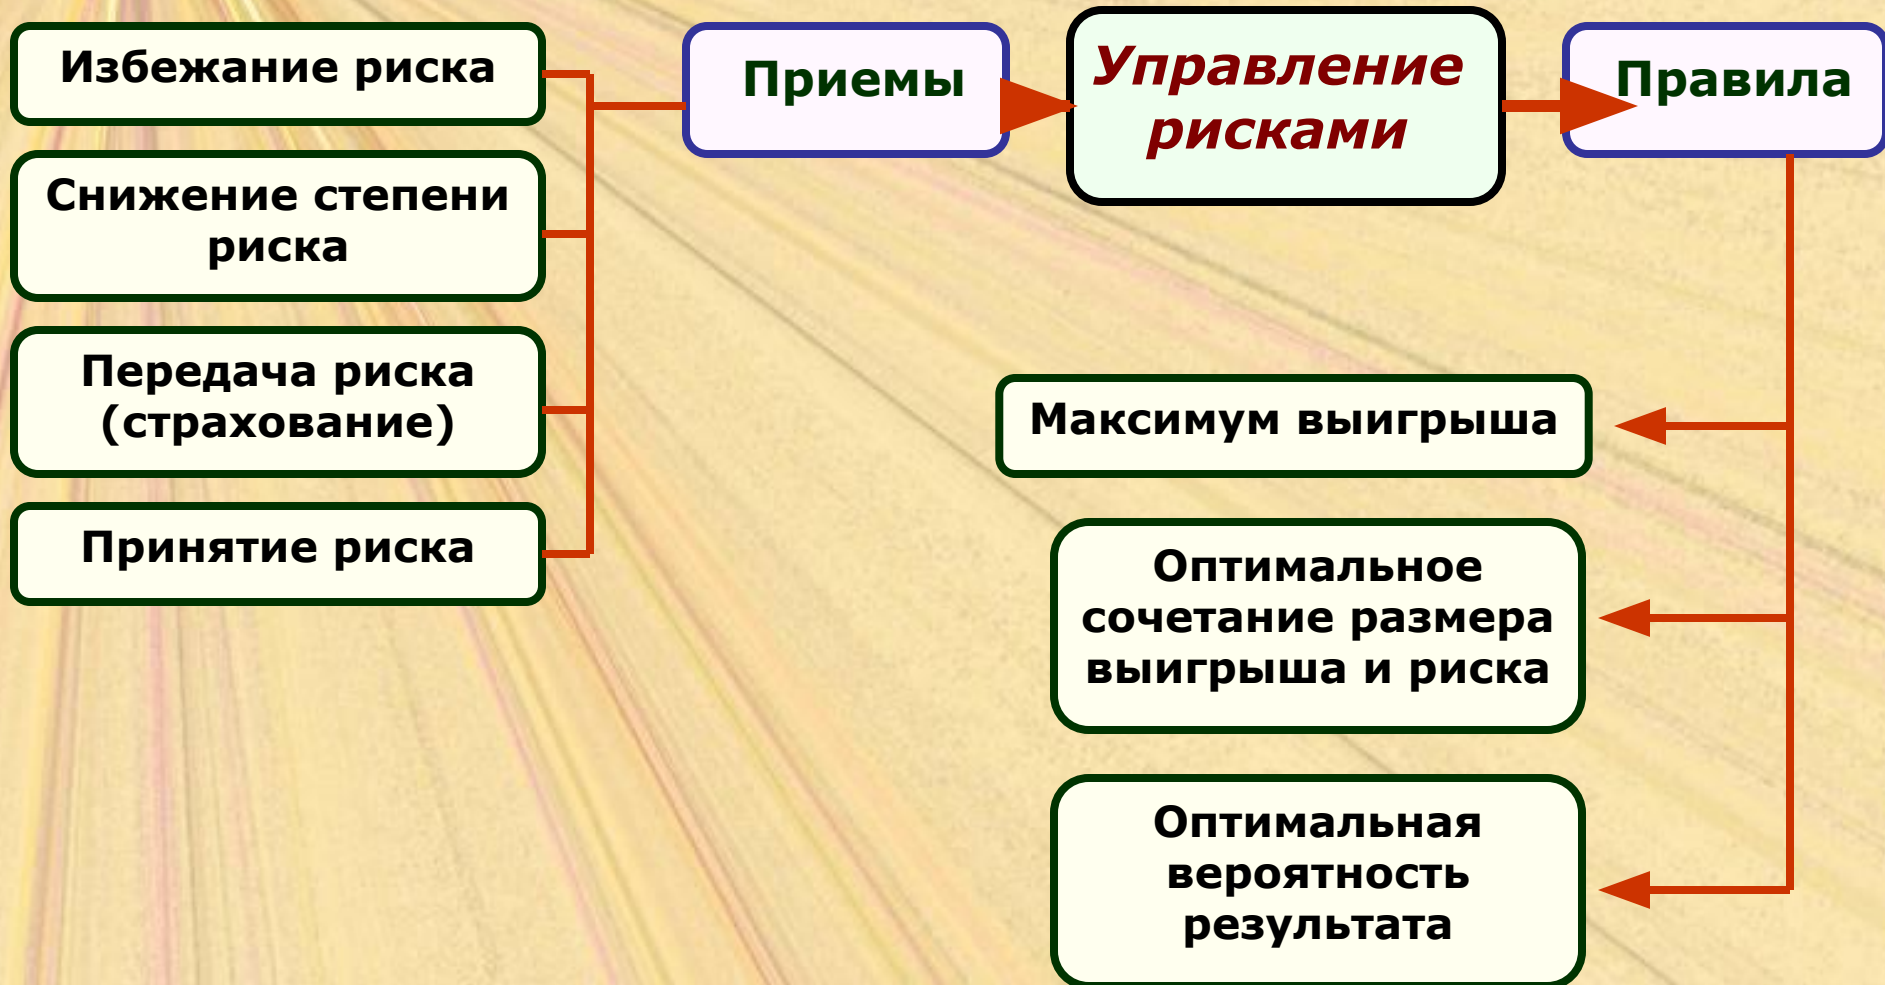 Избежание риска
Снижение степени
риска
Передача риска
(страхование)
Принятие риска
Приемы
Управление
рисками
Правила
Максимум выигрыша
Оптимальное
сочетание размера
выигрыша и риска
Оптимальная
вероятность
результата